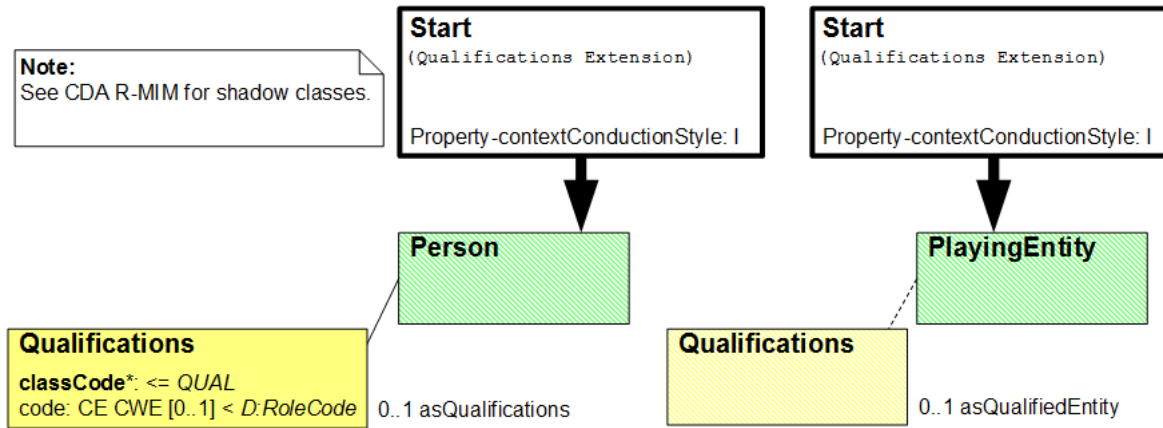 Note:
See CDA R-MIM for shadow classes.
Start
(Qualifications Extension)
Property-contextConductionStyle: I
Start
(Qualifications Extension)
Property-contextConductionStyle: I
Person
PlayingEntity
Qualifications
classCode*: <= QUAL
code: CE CWE [0..1] < D:RoleCode
0..1 asQualifications
Qualifications
0..1 asQualifiedEntity